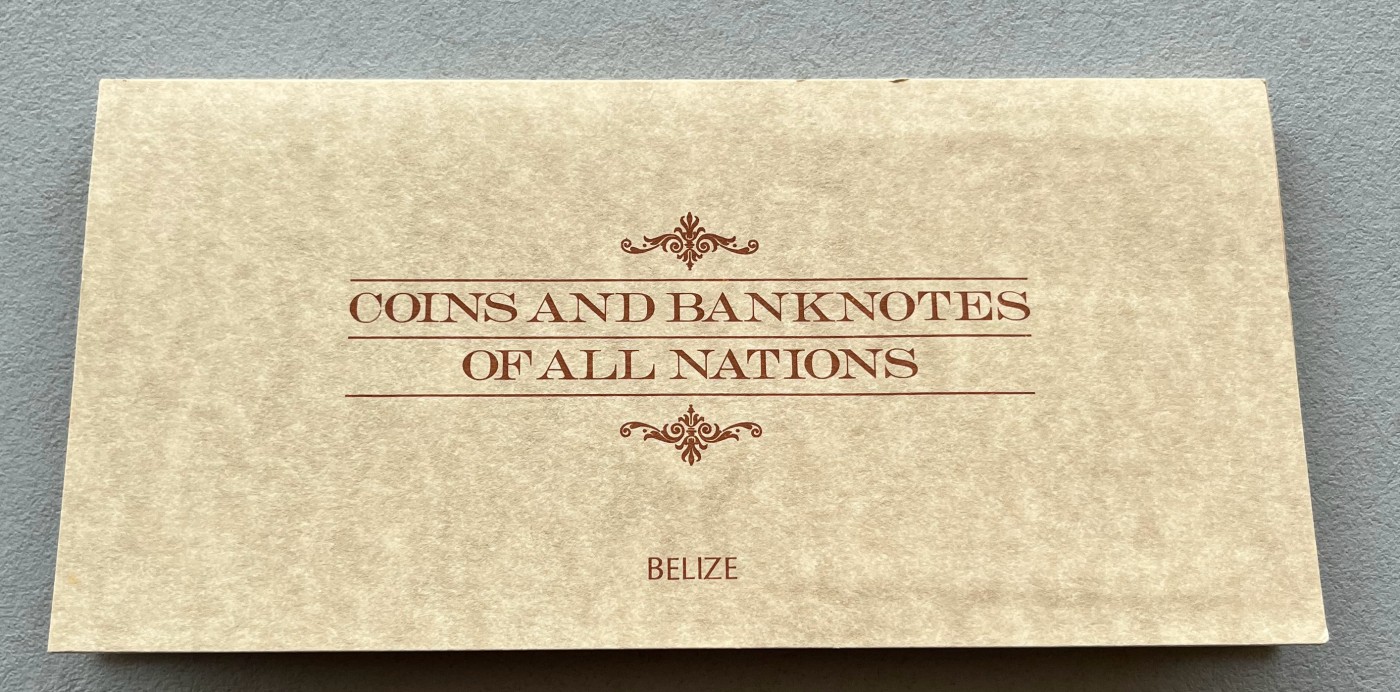 COINS AND BANKNOTES
OF ALL NATIONS
BELIZE